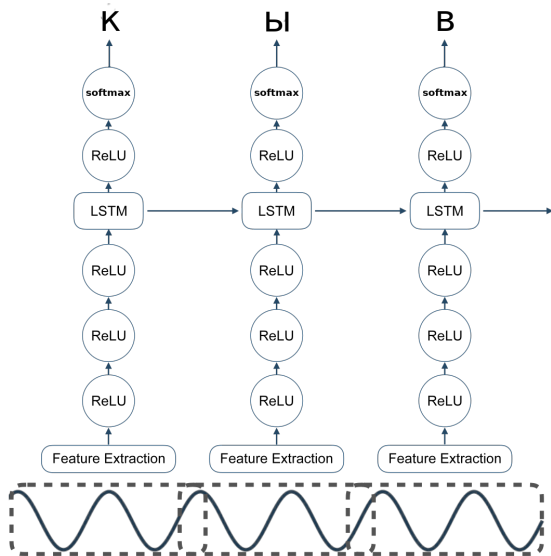 К Ы В
softmax softmax softmax
ReLU ReLU ReLU
LSTM LSTM LSTM
ReLU ReLU ReLU
ReLU ReLU ReLU
ReLU ReLU ReLU
Feature Extraction Feature Extraction Feature Extraction